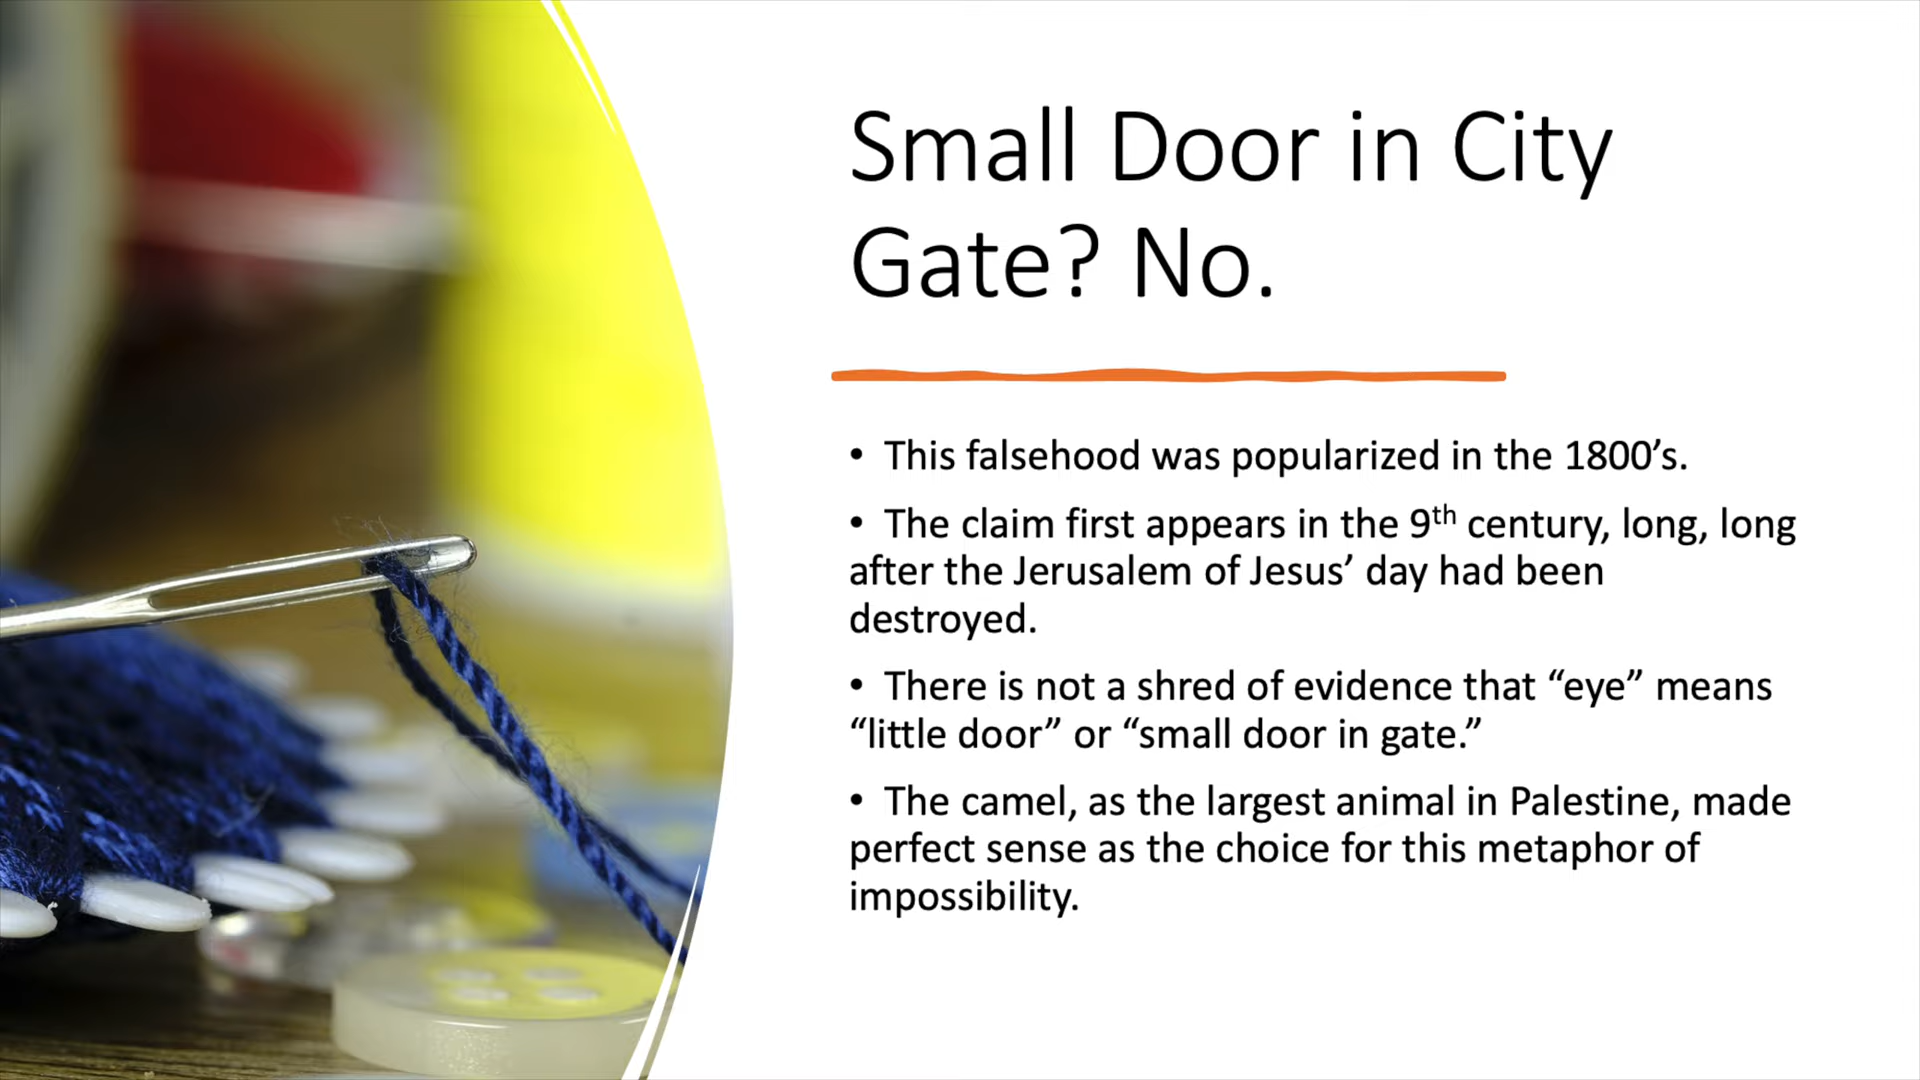 Small Door in City
Gate? No.
• This falsehood was popularized in the 1800’s.
• The claim first appears in the 9th century, long, long
after the Jerusalem of Jesus’ day had been
destroyed.
• There is not a shred of evidence that “eye” means
“little door” or “small door in gate.”
• The camel, as the largest animal in Palestine, made
perfect sense as the choice for this metaphor of
impossibility.